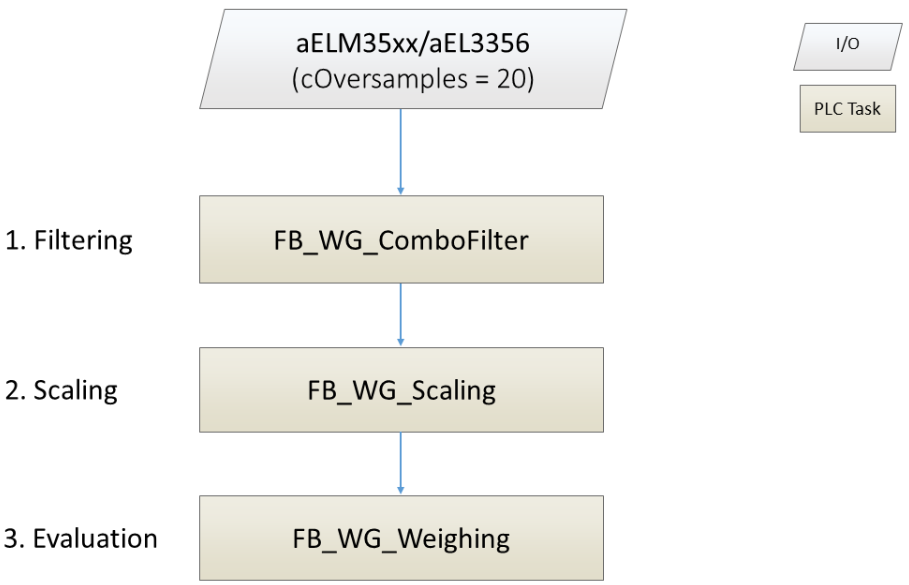 aELM35xx/aEL3356
(cOversamples = 20)
I/O
PLC Task
1. Filtering
FB_WG_ComboFilter
2. Scaling
FB_WG_Scaling
3. Evaluation
FB_WG_Weighing